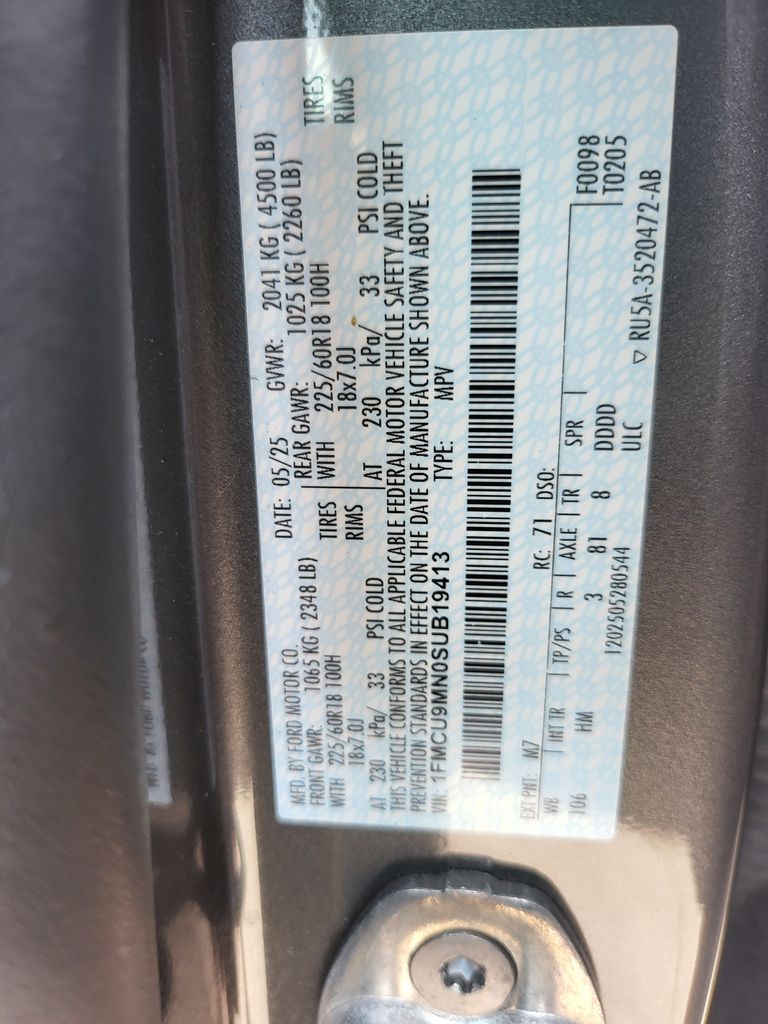 MFD. BY FORD MOTOR CO. DATE: 05/25 GVWR: 2041 KG ( 4500 LB)
FRONT GAWR: 1065 KG ( 2348 LB) REAR GAWR: 1025 KG ( 2260 LB)
WITH 225/60R18 100H TIRES WITH 225/60R18 100H TIRES
18x7.0J RIMS 18x7.0J RIMS
AT 230 kPa/ 33 PSI COLD AT 230 kPa/ 33 PSI COLD
THIS VEHICLE CONFORMS TO ALL APPLICABLE FEDERAL MOTOR VEHICLE SAFETY AND THEFT
PREVENTION STANDARDS IN EFFECT ON THE DATE OF MANUFACTURE SHOWN ABOVE.
VIN: 1FMCU9MN0SUB19413 TYPE: MPV
EXT PNT: M7 RC: 71 DSO: F0098
WB INT TR TP/PS R AXLE TR SPR T0205
106 HM 3 81 8 DDDD
1202505280544 ULC ▽ RU5A-3520472-AB